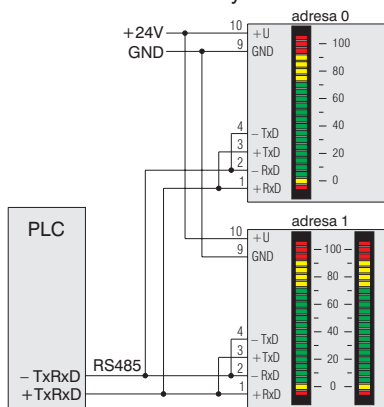 adresa 0
+24V
GND
10 +U
9 GND
4 – TxD
3 +TxD
2 – RxD
1 +RxD
– 100
– 80
– 60
– 40
– 20
– 0
adresa 1
10 +U
9 GND
4 – TxD
3 +TxD
2 – RxD
1 +RxD
– 100 –
– 80 –
– 60 –
– 40 –
– 20 –
– 0 –
PLC
RS485
– TxRxD
+TxRxD